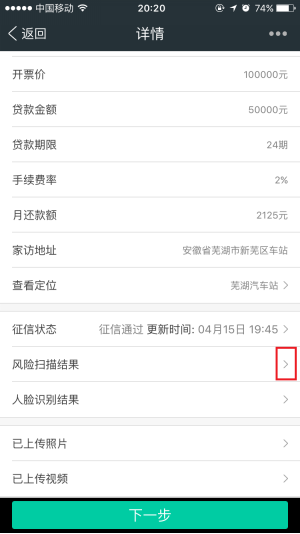 中国移动 20:20 74%
返回 详情
开票价 100000元
贷款金额 50000元
贷款期限 24期
手续费率 2%
月还款额 2125元
家访地址 安徽省芜湖市新芜区车站
查看定位 芜湖汽车站
征信状态 征信通过 更新时间: 04月15日 19:45
风险扫描结果
人脸识别结果
已上传照片
已上传视频
下一步